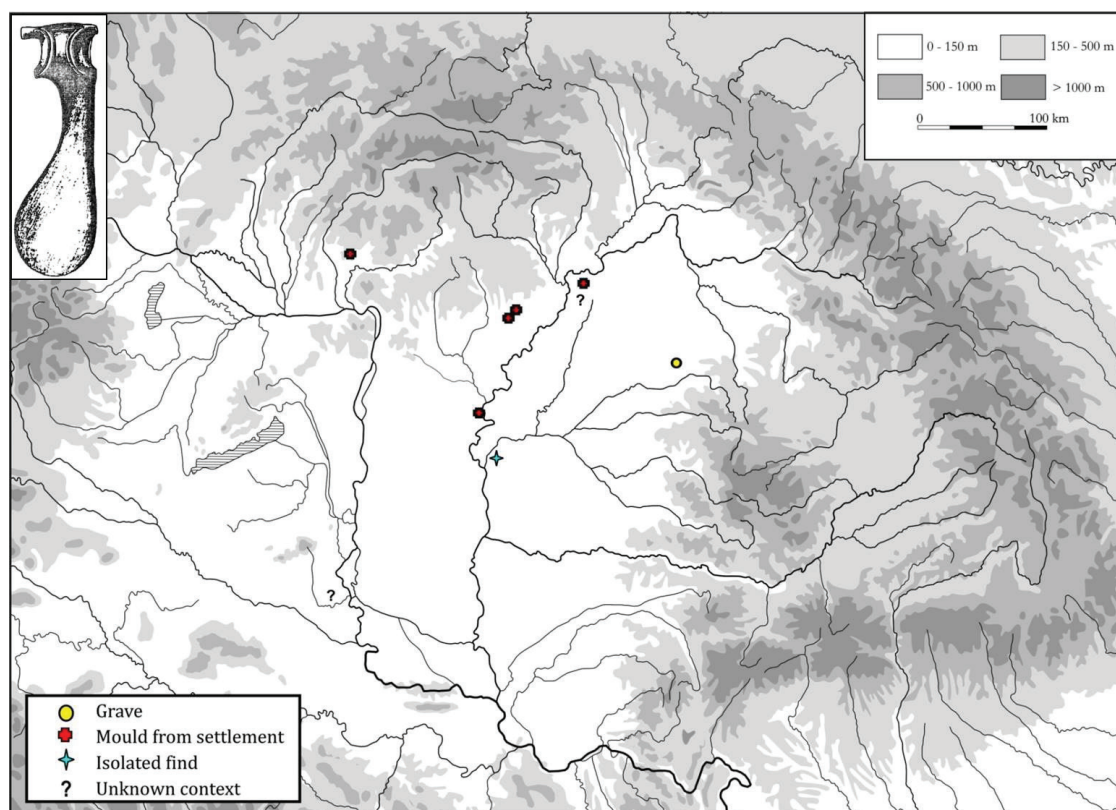 0 - 150 m
150 - 500 m
500 - 1000 m
> 1000 m
0
100 km
?
?
Grave
Mould from settlement
Isolated find
? Unknown context